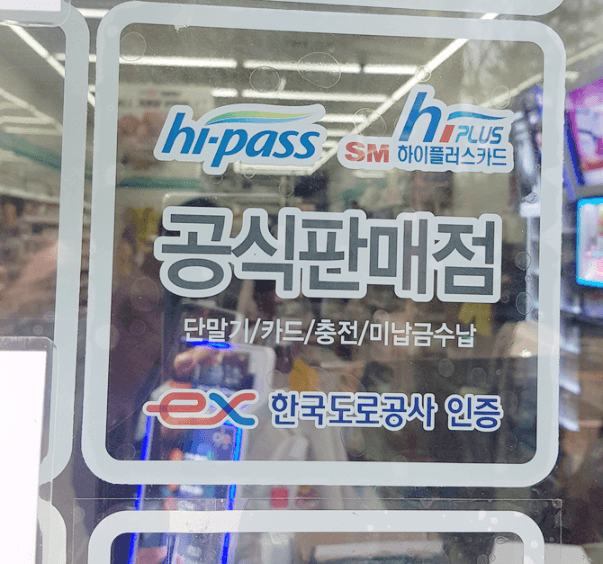 hi-pass
hi PLUS
SM 하이플러스카드
공식판매점
단말기/카드/충전/미납금수납
ex 한국도로공사 인증